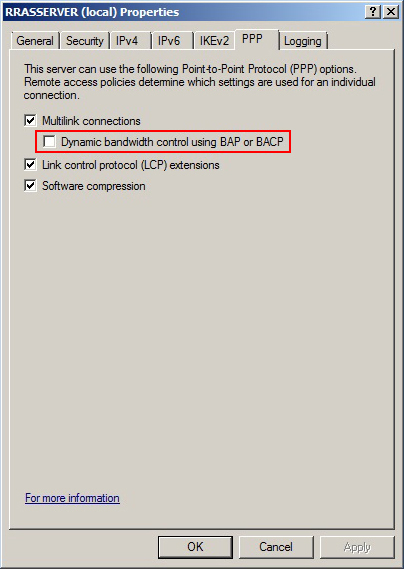 RRASSERVER (local) Properties
General Security IPv4 IPv6 IKEv2 PPP Logging
This server can use the following Point-to-Point Protocol (PPP) options.
Remote access policies determine which settings are used for an individual
connection.
Multilink connections
Dynamic bandwidth control using BAP or BACP
Link control protocol (LCP) extensions
Software compression
For more information
OK Cancel Apply